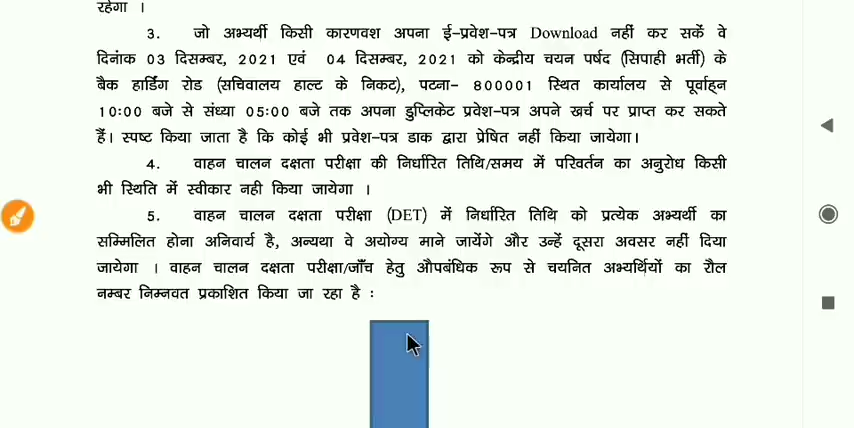 रहेगा ।
3. जो अभ्यर्थी किसी कारणवश अपना ई-प्रवेश-पत्र Download नहीं कर सकें वे
दिनांक 03 दिसम्बर, 2021 एवं 04 दिसम्बर, 2021 को केन्द्रीय चयन पर्षद (सिपाही भर्ती) के
बैक हार्डिंग रोड (सचिवालय हाल्ट के निकट), पटना- 800001 स्थित कार्यालय से पूर्वाह्न
10:00 बजे से संध्या 05:00 बजे तक अपना डुप्लिकेट प्रवेश-पत्र अपने खर्च पर प्राप्त कर सकते
हैं। स्पष्ट किया जाता है कि कोई भी प्रवेश-पत्र डाक द्वारा प्रेषित नहीं किया जायेगा।
4. वाहन चालन दक्षता परीक्षा की निर्धारित तिथि/समय में परिवर्तन का अनुरोध किसी
भी स्थिति में स्वीकार नही किया जायेगा ।
5. वाहन चालन दक्षता परीक्षा (DET) में निर्धारित तिथि को प्रत्येक अभ्यर्थी का
सम्मिलित होना अनिवार्य है, अन्यथा वे अयोग्य माने जायेंगे और उन्हें दूसरा अवसर नहीं दिया
जायेगा । वाहन चालन दक्षता परीक्षा/जाँच हेतु औपबंधिक रूप से चयनित अभ्यर्थियों का रौल
नम्बर निम्नवत प्रकाशित किया जा रहा है :